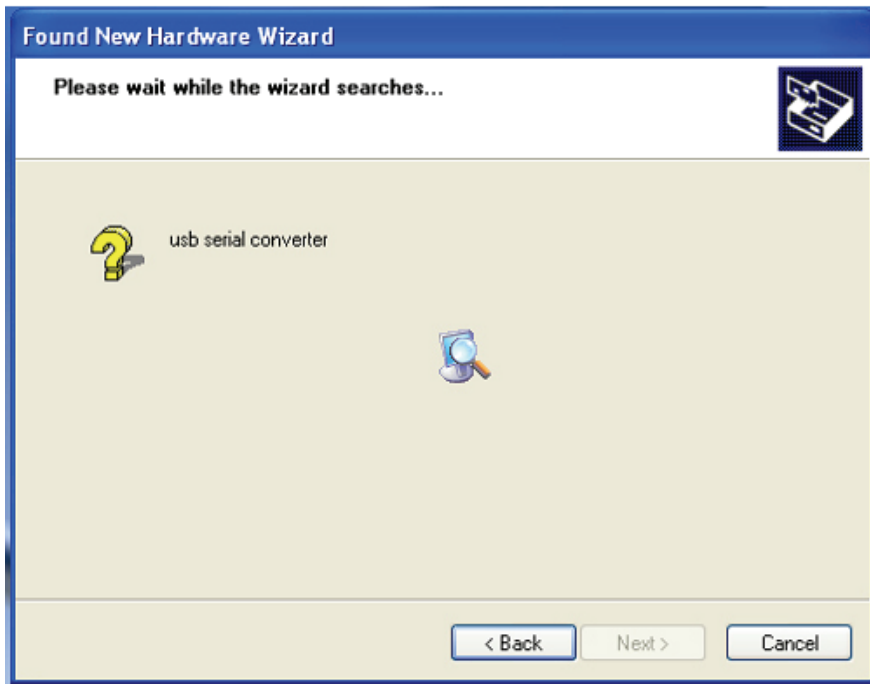 Found New Hardware Wizard
Please wait while the wizard searches...
usb serial converter
< Back
Next >
Cancel